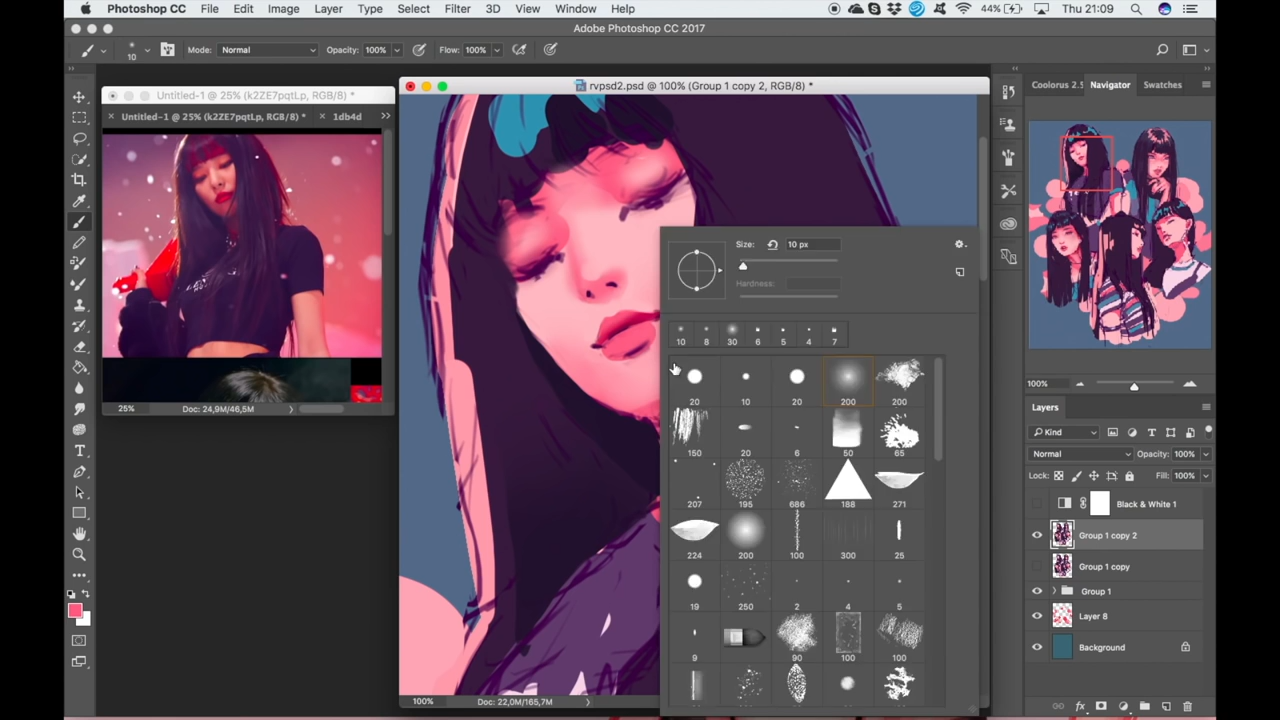 Photoshop CC File Edit Image Layer Type Select Filter 3D View Window Help 44% Thu 21:09
Adobe Photoshop CC 2017
10 Mode: Normal Opacity: 100% Flow: 100%
Untitled-1 @ 25% (k2ZE7pqtLp, RGB/8) *
Untitled-1 @ 25% (k2ZE7pqtLp, RGB/8) * × 1db4d
25% Doc: 24,9M/46,5M
rvpsd2.psd @ 100% (Group 1 copy 2, RGB/8) *
Size: 10 px
Hardness:
10 8 30 6 5 4 7
20 10 20 200 200
150 20 6 50 65
207 195 686 188 271
224 200 100 300 25
19 250 2 4 5
9 90 100 100
100% Doc: 22,0M/165,7M
Coolorus 2.5 Navigator Swatches
100%
Layers
Kind
Normal Opacity: 100%
Lock: Fill: 100%
Black & White 1
Group 1 copy 2
Group 1 copy
Group 1
Layer 8
Background